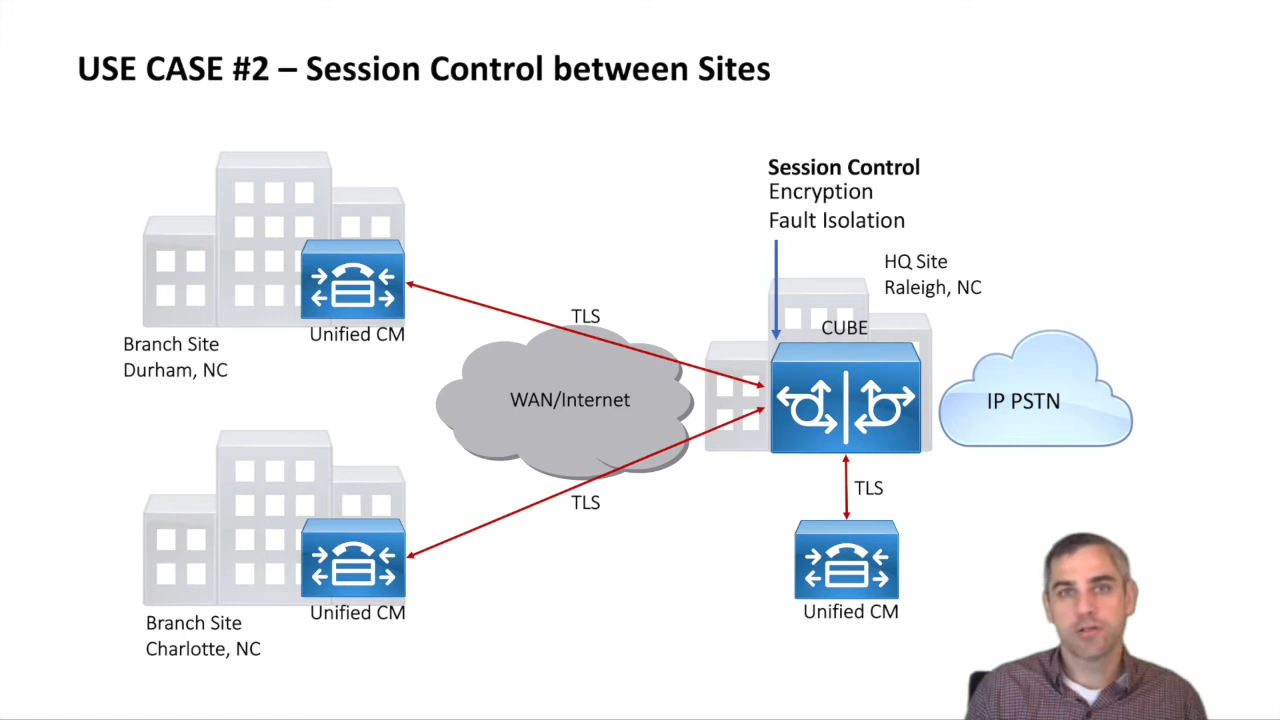 USE CASE #2 – Session Control between Sites
Session Control
Encryption
Fault Isolation
HQ Site
Raleigh, NC
CUBE
Unified CM
Branch Site
Durham, NC
TLS
WAN/Internet
IP PSTN
TLS
TLS
Unified CM
Branch Site
Charlotte, NC
Unified CM